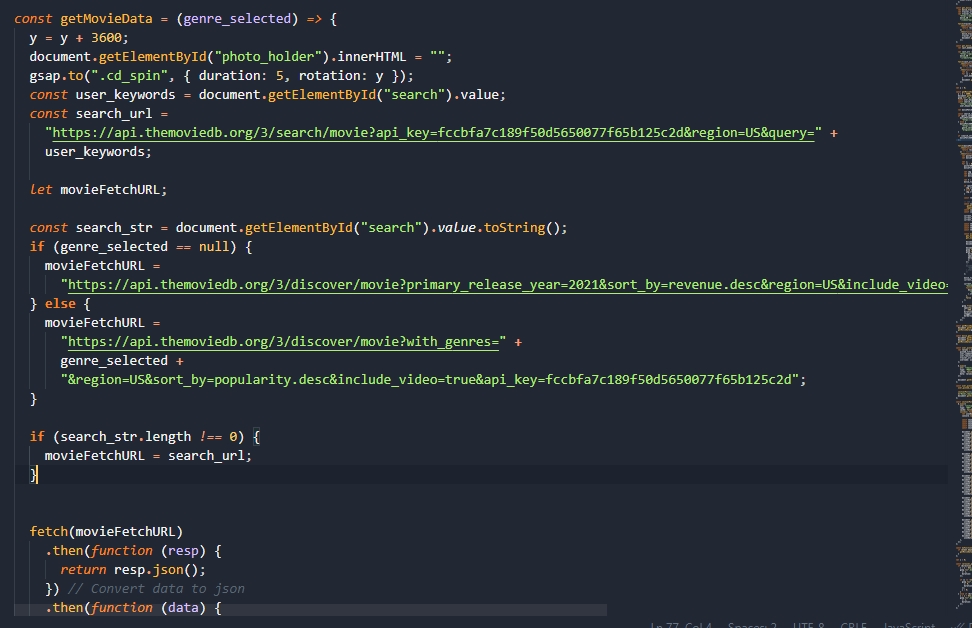 const getMovieData = (genre_selected) => {
y = y + 3600;
document.getElementById("photo_holder").innerHTML = "";
gsap.to(".cd_spin", { duration: 5, rotation: y });
const user_keywords = document.getElementById("search").value;
const search_url =
"https://api.themoviedb.org/3/search/movie?api_key=fccbfa7c189f50d5650077f65b125c2d&region=US&query=" +
user_keywords;
let movieFetchURL;
const search_str = document.getElementById("search").value.toString();
if (genre_selected == null) {
movieFetchURL =
"https://api.themoviedb.org/3/discover/movie?primary_release_year=2021&sort_by=revenue.desc&region=US&include_video=
} else {
movieFetchURL =
"https://api.themoviedb.org/3/discover/movie?with_genres=" +
genre_selected +
"&region=US&sort_by=popularity.desc&include_video=true&api_key=fccbfa7c189f50d5650077f65b125c2d";
}
if (search_str.length !== 0) {
movieFetchURL = search_url;
}
fetch(movieFetchURL)
.then(function (resp) {
return resp.json();
}) // Convert data to json
.then(function (data) {
Ln 77, Col 4 Spaces: 2 UTF-8 CRLF JavaScript